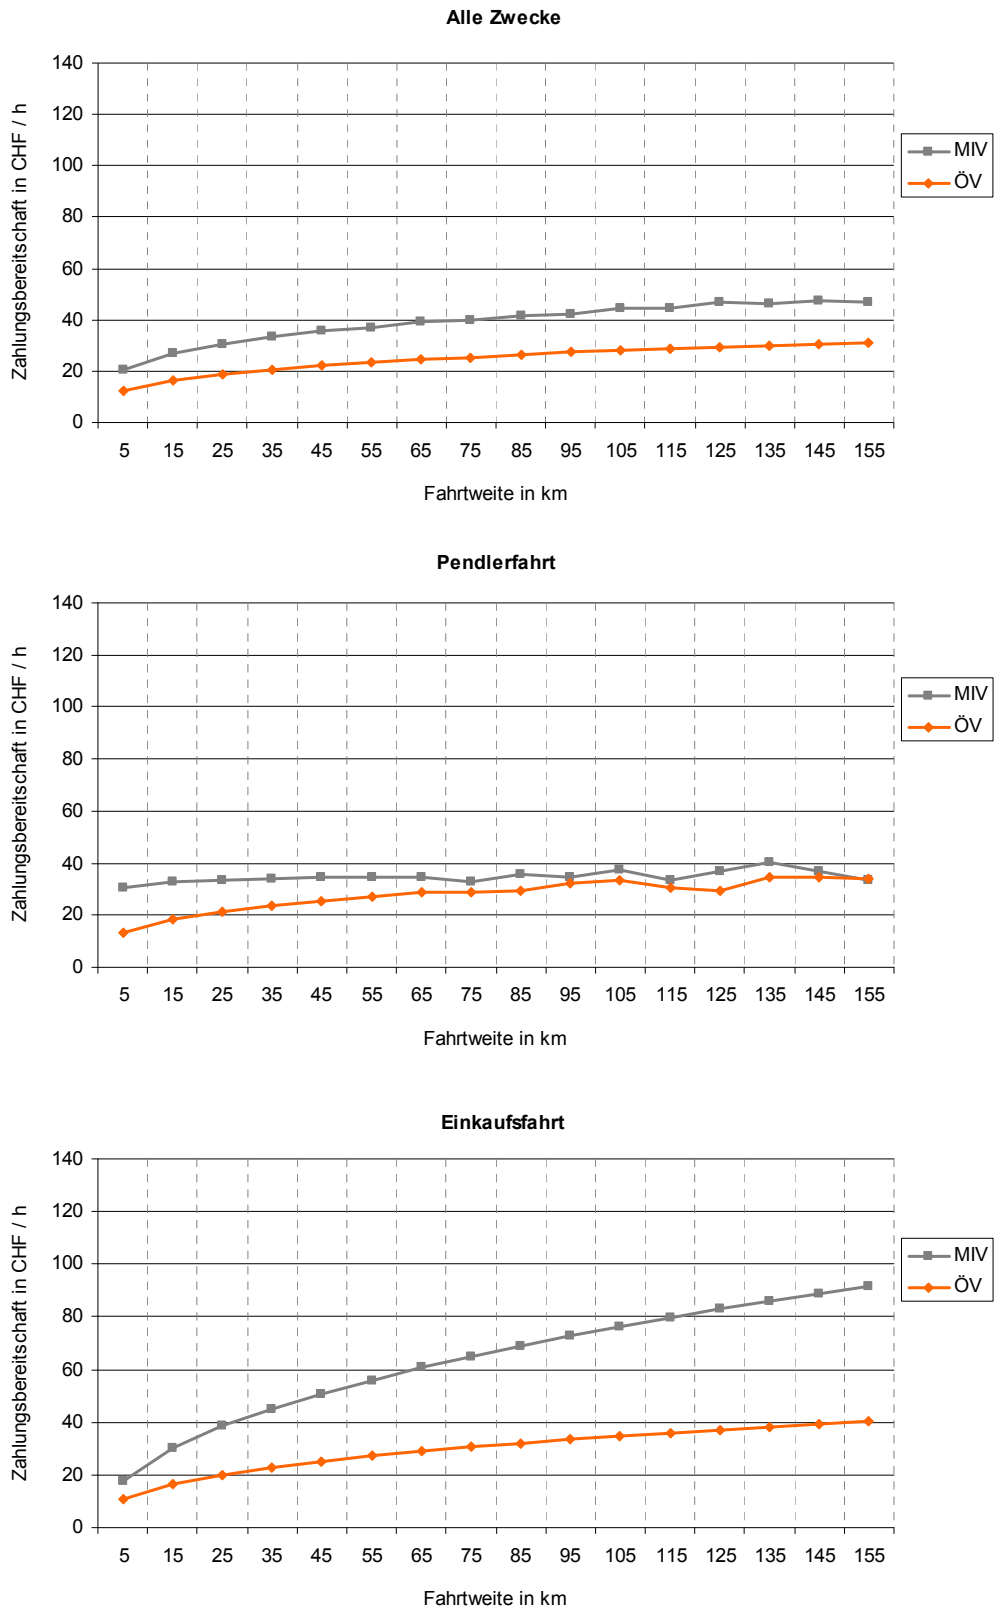 Alle Zwecke
Zahlungsbereitschaft in CHF / h
140
120
100
80
60
40
20
0
5 15 25 35 45 55 65 75 85 95 105 115 125 135 145 155
Fahrtweite in km
MIV
ÖV
Pendlerfahrt
Zahlungsbereitschaft in CHF / h
140
120
100
80
60
40
20
0
5 15 25 35 45 55 65 75 85 95 105 115 125 135 145 155
Fahrtweite in km
MIV
ÖV
Einkaufsfahrt
Zahlungsbereitschaft in CHF / h
140
120
100
80
60
40
20
0
5 15 25 35 45 55 65 75 85 95 105 115 125 135 145 155
Fahrtweite in km
MIV
ÖV